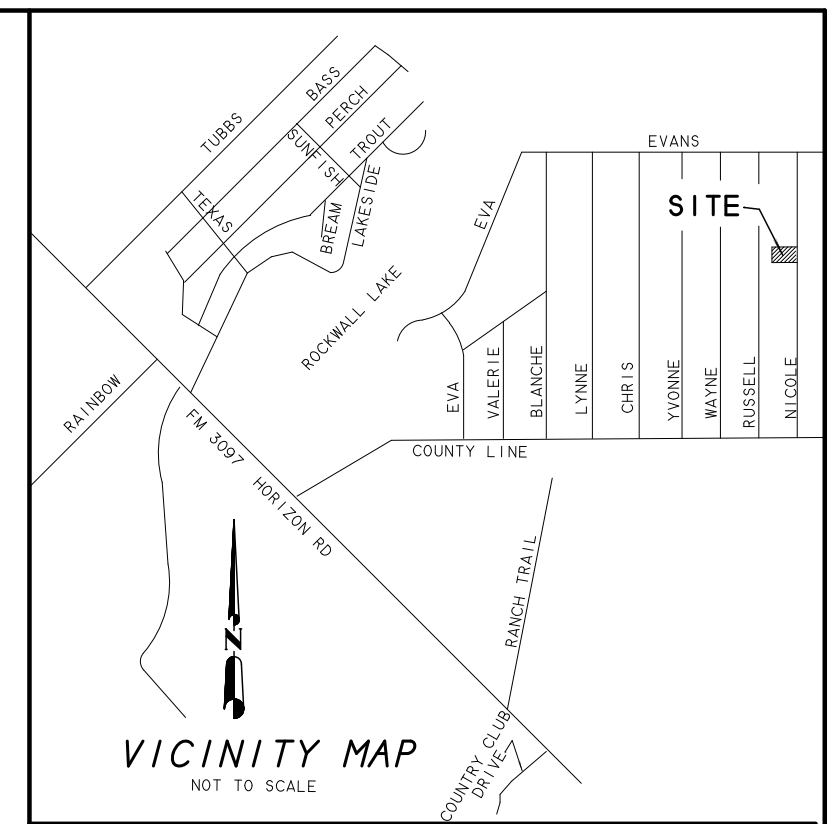 TUBBS
BASS
PERCH
TROUT
SUNFISH
TEXAS
BREAM
LAKESIDE
ROCKWALL LAKE
EVANS
SITE
EVA
EVA
VALERIE
BLANCHE
LYNNE
CHRIS
YVONNE
WAYNE
RUSSELL
NICOLE
RAINBOW
COUNTY LINE
FM 3097 HORIZON RD
RANCH TRAIL
N
COUNTRY CLUB
DRIVE
VICINITY MAP
NOT TO SCALE